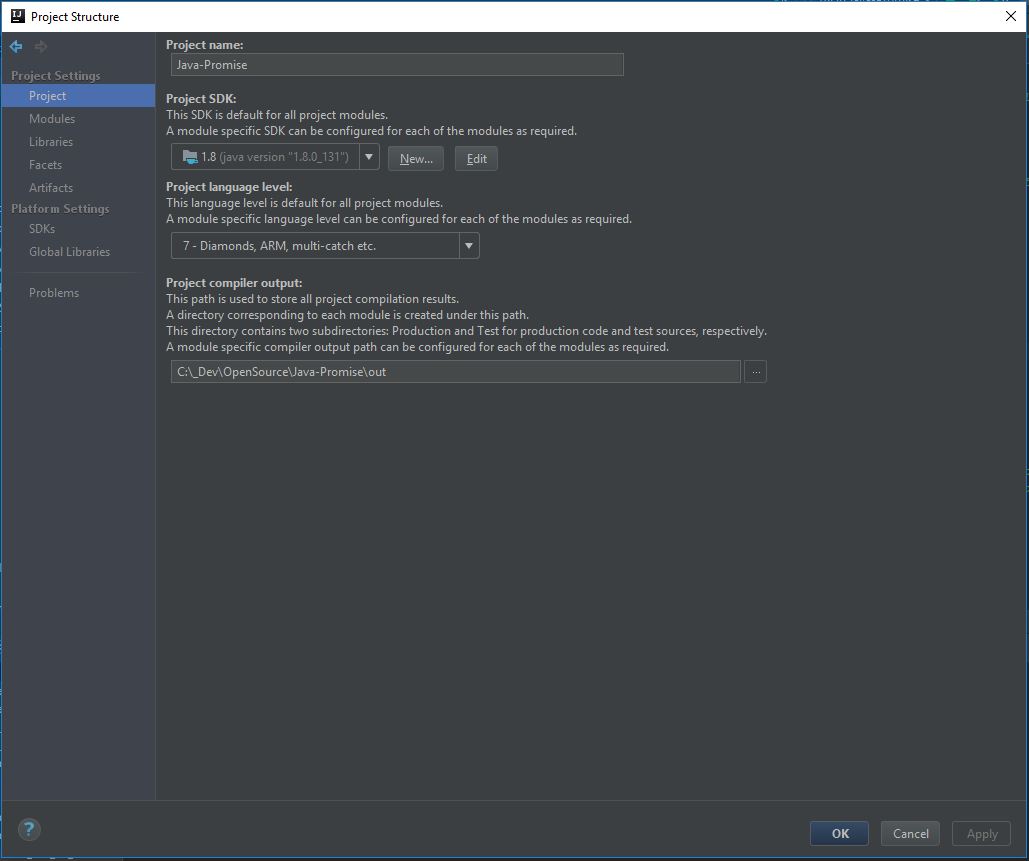 Project Structure
Project Settings
Project
Modules
Libraries
Facets
Artifacts
Platform Settings
SDKs
Global Libraries
Problems
Project name:
Java-Promise
Project SDK:
This SDK is default for all project modules.
A module specific SDK can be configured for each of the modules as required.
1.8 (java version "1.8.0_131")
New...
Edit
Project language level:
This language level is default for all project modules.
A module specific language level can be configured for each of the modules as required.
7 - Diamonds, ARM, multi-catch etc.
Project compiler output:
This path is used to store all project compilation results.
A directory corresponding to each module is created under this path.
This directory contains two subdirectories: Production and Test for production code and test sources, respectively.
A module specific compiler output path can be configured for each of the modules as required.
C:\_Dev\OpenSource\Java-Promise\out
...
?
OK
Cancel
Apply